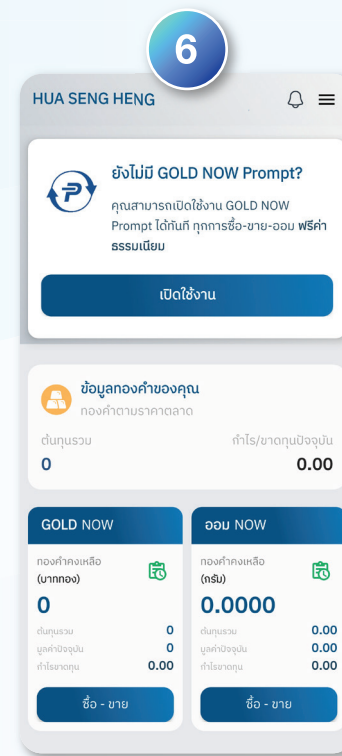 6
HUA SENG HENG
ยังไม่มี GOLD NOW Prompt?
คุณสามารถเปิดใช้งาน GOLD NOW
Prompt ได้ทันที ทุกการซื้อ-ขาย-ออม ฟรีค่า
ธรรมเนียม
เปิดใช้งาน
ข้อมูลทองคำของคุณ
ทองคำตามราคาตลาด
ต้นทุนรวม กำไร/ขาดทุนปัจจุบัน
0 0.00
GOLD NOW
ทองคำคงเหลือ
(บาททอง)
0
ต้นทุนรวม 0
มูลค่าปัจจุบัน 0
กำไรขาดทุน 0.00
ซื้อ - ขาย
ออม NOW
ทองคำคงเหลือ
(กรัม)
0.0000
ต้นทุนรวม 0.00
มูลค่าปัจจุบัน 0.00
กำไรขาดทุน 0.00
ซื้อ - ขาย